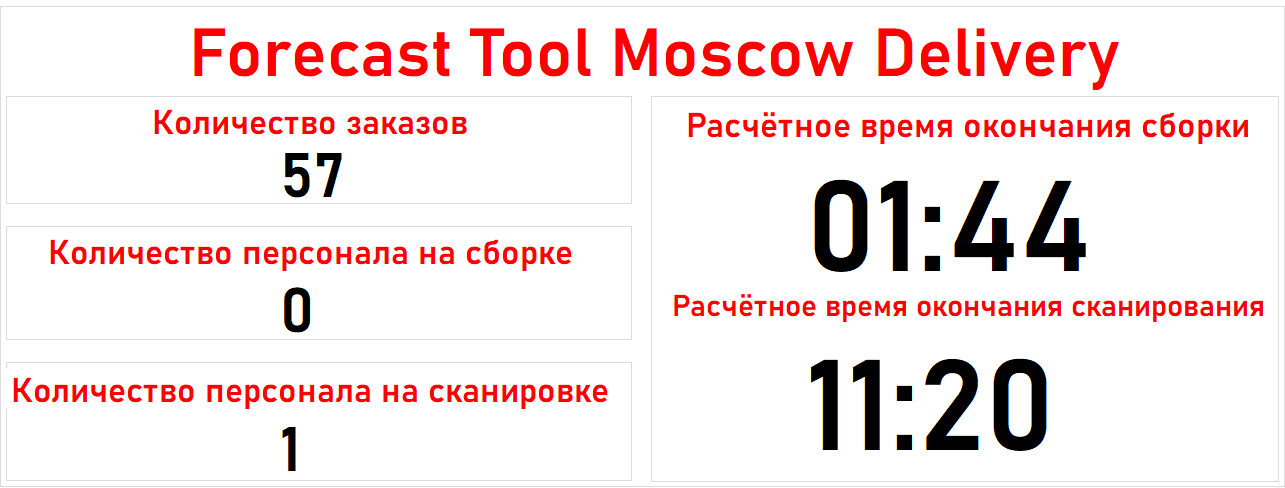 Forecast Tool Moscow Delivery
Количество заказов
57
Количество персонала на сборке
0
Количество персонала на сканировке
1
Расчётное время окончания сборки
01:44
Расчётное время окончания сканирования
11:20